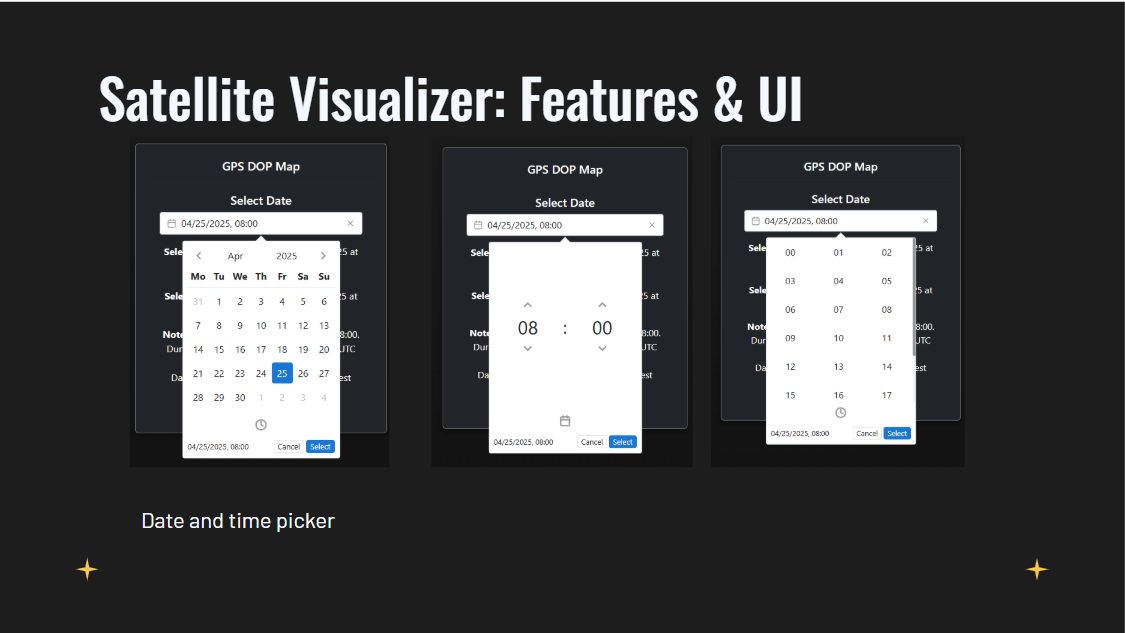 Satellite Visualizer: Features & UI
GPS DOP Map
Select Date
04/25/2025, 08:00
Sele
25 at
Apr 2025
Mo Tu We Th Fr Sa Su
31 1 2 3 4 5 6
7 8 9 10 11 12 13
14 15 16 17 18 19 20
21 22 23 24 25 26 27
28 29 30 1 2 3 4
Sele
25 at
Note
8:00.
Dur
UTC
Da
est
04/25/2025, 08:00 Cancel Select
GPS DOP Map
Select Date
04/25/2025, 08:00
Sele
25 at
Sele
25 at
08 : 00
Note
8:00.
Dur
UTC
Da
est
04/25/2025, 08:00 Cancel Select
GPS DOP Map
Select Date
04/25/2025, 08:00
Sele
25 at
00 01 02
03 04 05
Sele
25 at
06 07 08
Note
8:00.
09 10 11
Dur
UTC
12 13 14
Da
est
15 16 17
04/25/2025, 08:00 Cancel Select
Date and time picker